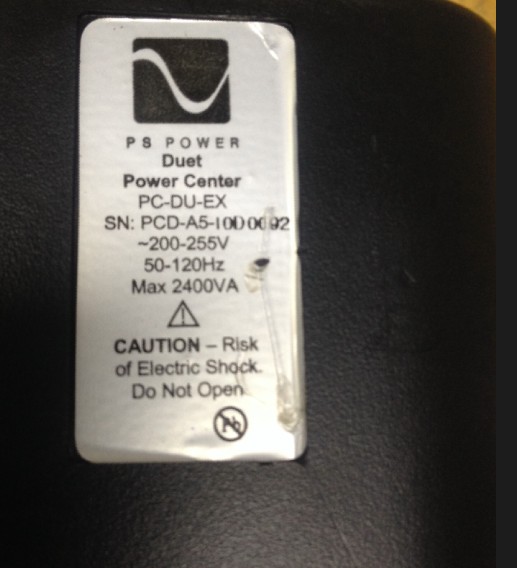 PS POWER
Duet
Power Center
PC-DU-EX
SN: PCD-A5-10D0092
~200-255V
50-120Hz
Max 2400VA
CAUTION – Risk
of Electric Shock.
Do Not Open
Pb